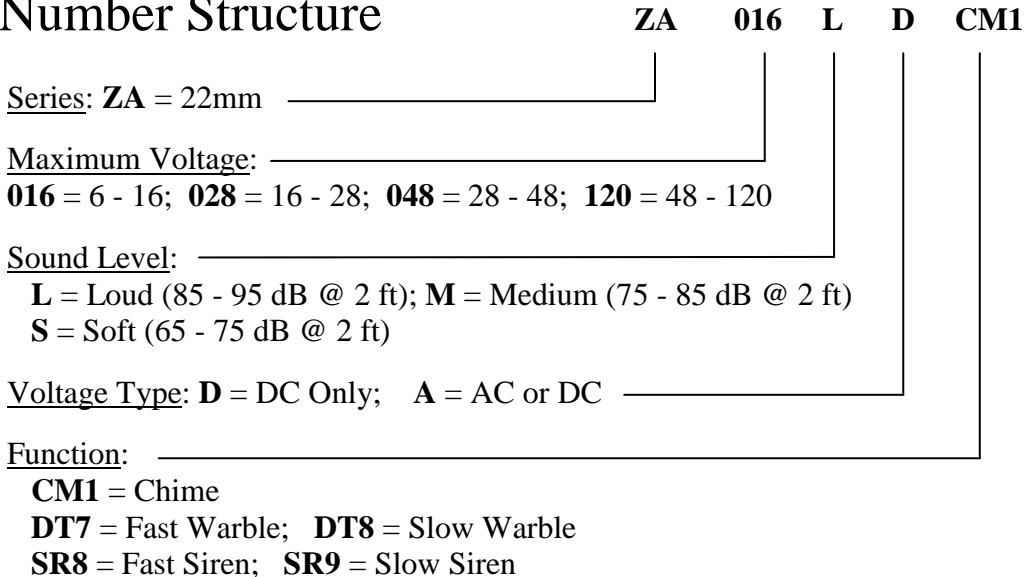 Number Structure ZA 016 L D CM1
Series: ZA = 22mm
Maximum Voltage:
016 = 6 - 16; 028 = 16 - 28; 048 = 28 - 48; 120 = 48 - 120
Sound Level:
L = Loud (85 - 95 dB @ 2 ft); M = Medium (75 - 85 dB @ 2 ft)
S = Soft (65 - 75 dB @ 2 ft)
Voltage Type: D = DC Only; A = AC or DC
Function:
CM1 = Chime
DT7 = Fast Warble; DT8 = Slow Warble
SR8 = Fast Siren; SR9 = Slow Siren